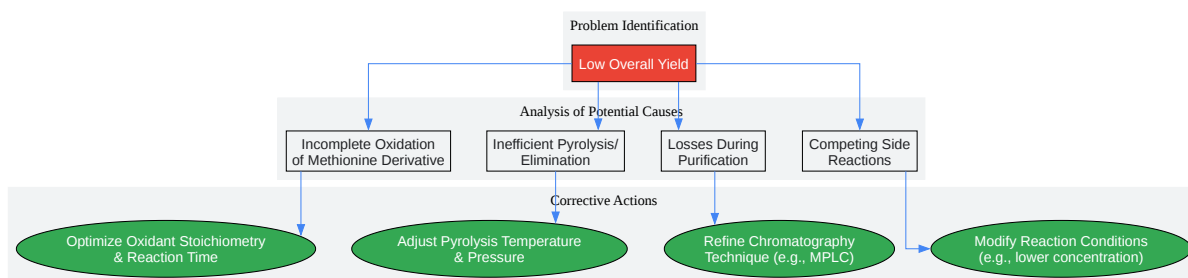 Problem Identification
Low Overall Yield
Analysis of Potential Causes
Incomplete Oxidation
of Methionine Derivative
Inefficient Pyrolysis/
Elimination
Losses During
Purification
Competing Side
Reactions
Corrective Actions
Optimize Oxidant Stoichiometry
& Reaction Time
Adjust Pyrolysis Temperature
& Pressure
Refine Chromatography
Technique (e.g., MPLC)
Modify Reaction Conditions
(e.g., lower concentration)